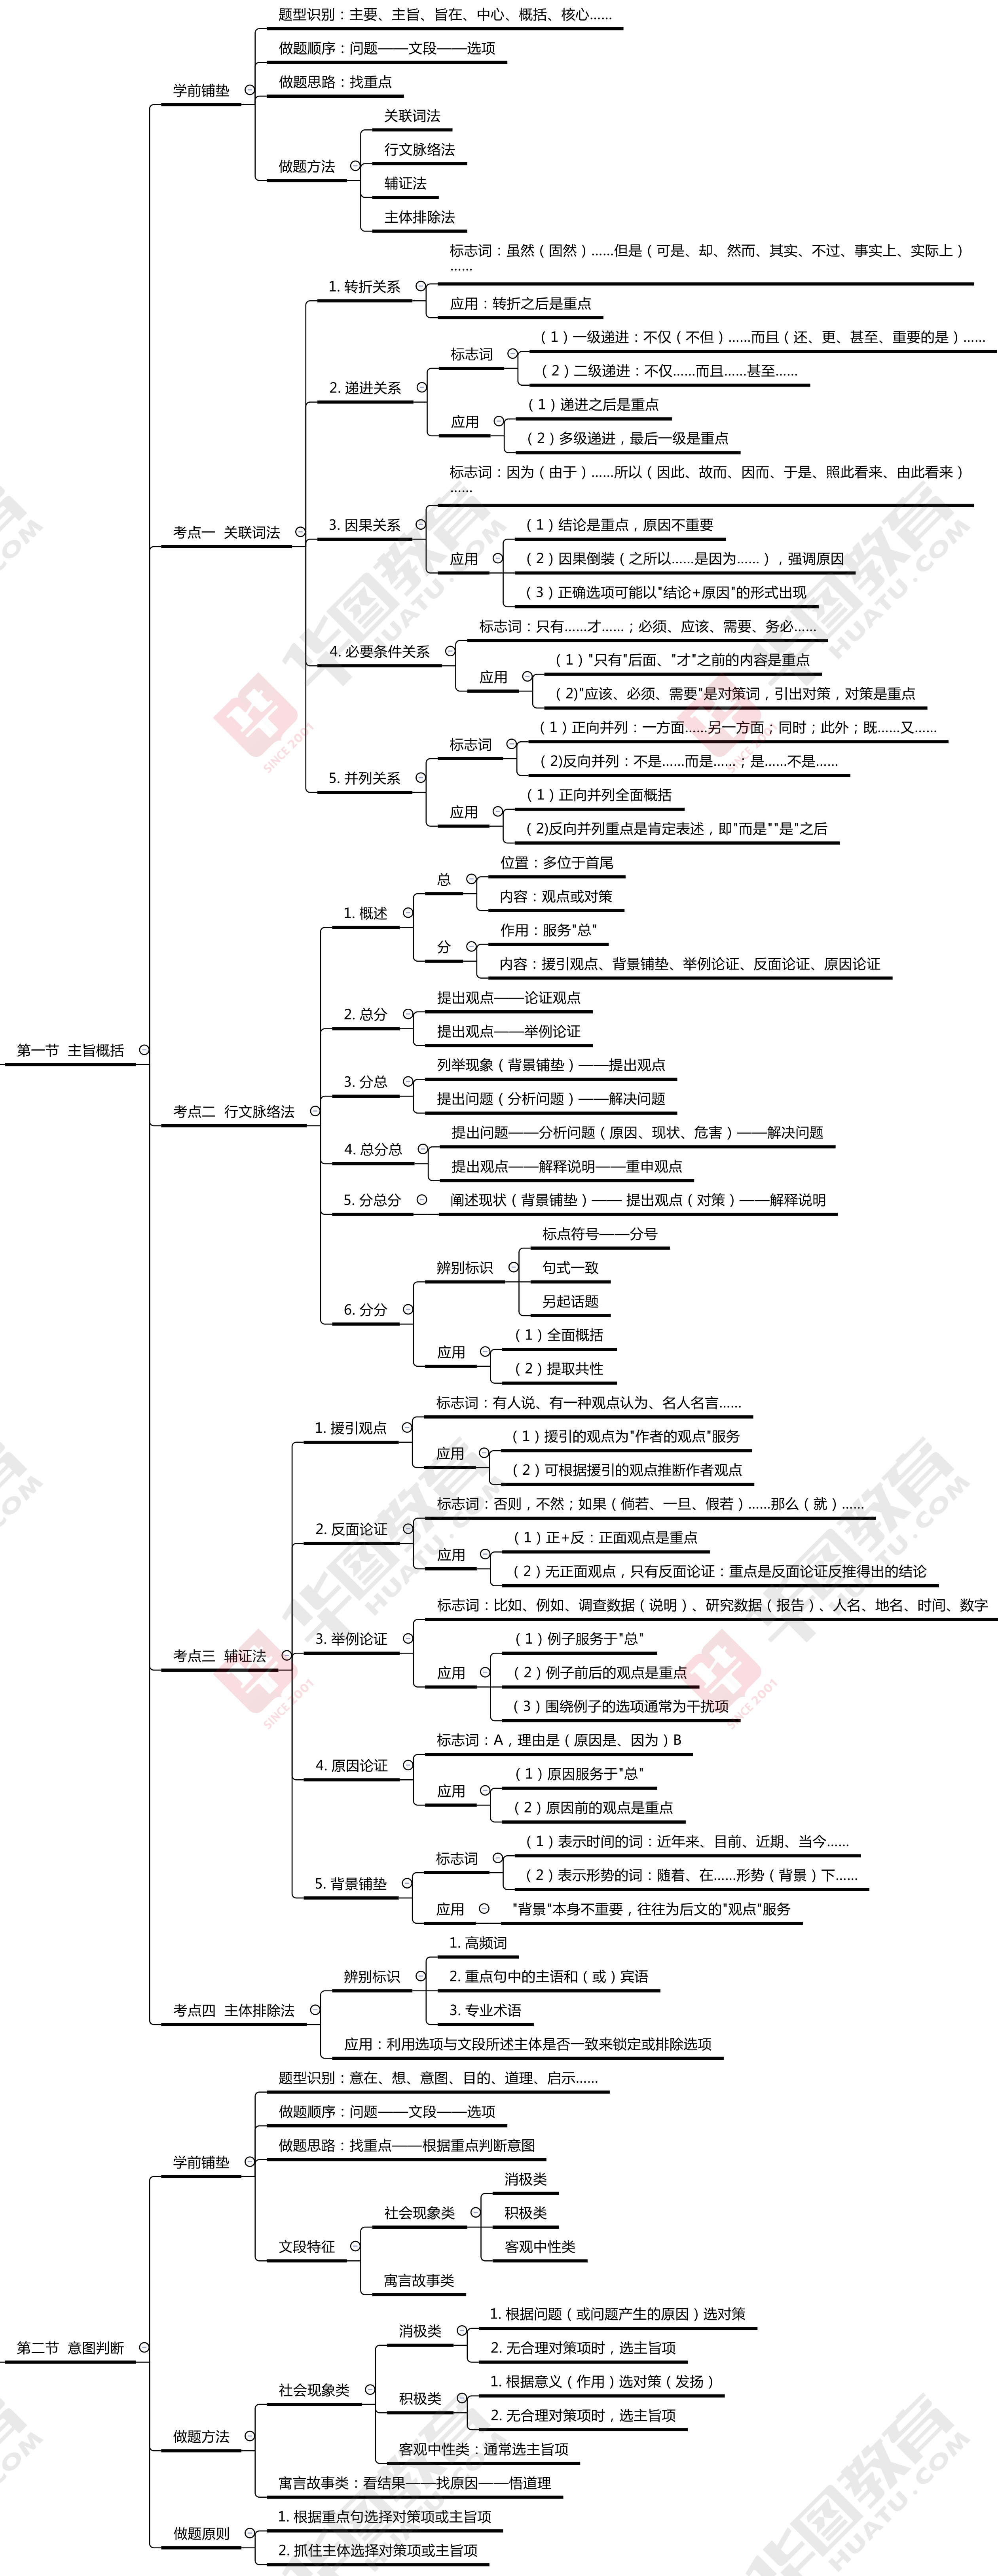 第一节 主旨概括
学前铺垫
题型识别：主要、主旨、旨在、中心、概括、核心……
做题顺序：问题——文段——选项
做题思路：找重点
做题方法
关联词法
行文脉络法
辅证法
主体排除法
考点一 关联词法
1. 转折关系
标志词：虽然（固然）……但是（可是、却、然而、其实、不过、事实上、实际上）
……
应用：转折之后是重点
2. 递进关系
标志词
（1）一级递进：不仅（不但）……而且（还、更、甚至、重要的是）……
（2）二级递进：不仅……而且……甚至……
应用
（1）递进之后是重点
（2）多级递进，最后一级是重点
3. 因果关系
标志词：因为（由于）……所以（因此、故而、因而、于是、照此看来、由此看来）
……
应用
（1）结论是重点，原因不重要
（2）因果倒装（之所以……是因为……），强调原因
（3）正确选项可能以"结论+原因"的形式出现
4. 必要条件关系
标志词：只有……才……；必须、应该、需要、务必……
应用
（1）"只有"后面、"才"之前的内容是重点
（2)"应该、必须、需要"是对策词，引出对策，对策是重点
5. 并列关系
标志词
（1）正向并列：一方面……另一方面；同时；此外；既……又……
（2)反向并列：不是……而是……；是……不是……
应用
（1）正向并列全面概括
（2)反向并列重点是肯定表述，即"而是""是"之后
考点二 行文脉络法
1. 概述
总
位置：多位于首尾
内容：观点或对策
分
作用：服务"总"
内容：援引观点、背景铺垫、举例论证、反面论证、原因论证
2. 总分
提出观点——论证观点
提出观点——举例论证
3. 分总
列举现象（背景铺垫）——提出观点
提出问题（分析问题）——解决问题
4. 总分总
提出问题——分析问题（原因、现状、危害）——解决问题
提出观点——解释说明——重申观点
5. 分总分
阐述现状（背景铺垫）—— 提出观点（对策）——解释说明
6. 分分
辨别标识
标点符号——分号
句式一致
另起话题
应用
（1）全面概括
（2）提取共性
考点三 辅证法
1. 援引观点
标志词：有人说、有一种观点认为、名人名言……
应用
（1）援引的观点为"作者的观点"服务
（2）可根据援引的观点推断作者观点
2. 反面论证
标志词：否则，不然；如果（倘若、一旦、假若）……那么（就）……
应用
（1）正+反：正面观点是重点
（2）无正面观点，只有反面论证：重点是反面论证反推得出的结论
3. 举例论证
标志词：比如、例如、调查数据（说明）、研究数据（报告）、人名、地名、时间、数字
应用
（1）例子服务于"总"
（2）例子前后的观点是重点
（3）围绕例子的选项通常为干扰项
4. 原因论证
标志词：A，理由是（原因是、因为）B
应用
（1）原因服务于"总"
（2）原因前的观点是重点
5. 背景铺垫
标志词
（1）表示时间的词：近年来、目前、近期、当今……
（2）表示形势的词：随着、在……形势（背景）下……
应用
"背景"本身不重要，往往为后文的"观点"服务
考点四 主体排除法
辨别标识
1. 高频词
2. 重点句中的主语和（或）宾语
3. 专业术语
应用：利用选项与文段所述主体是否一致来锁定或排除选项
第二节 意图判断
学前铺垫
题型识别：意在、想、意图、目的、道理、启示……
做题顺序：问题——文段——选项
做题思路：找重点——根据重点判断意图
文段特征
社会现象类
消极类
积极类
客观中性类
寓言故事类
做题方法
社会现象类
消极类
1. 根据问题（或问题产生的原因）选对策
2. 无合理对策项时，选主旨项
积极类
1. 根据意义（作用）选对策（发扬）
2. 无合理对策项时，选主旨项
客观中性类：通常选主旨项
寓言故事类：看结果——找原因——悟道理
做题原则
1. 根据重点句选择对策项或主旨项
2. 抓住主体选择对策项或主旨项
华图教育
HUATU.COM
SINCE 2001